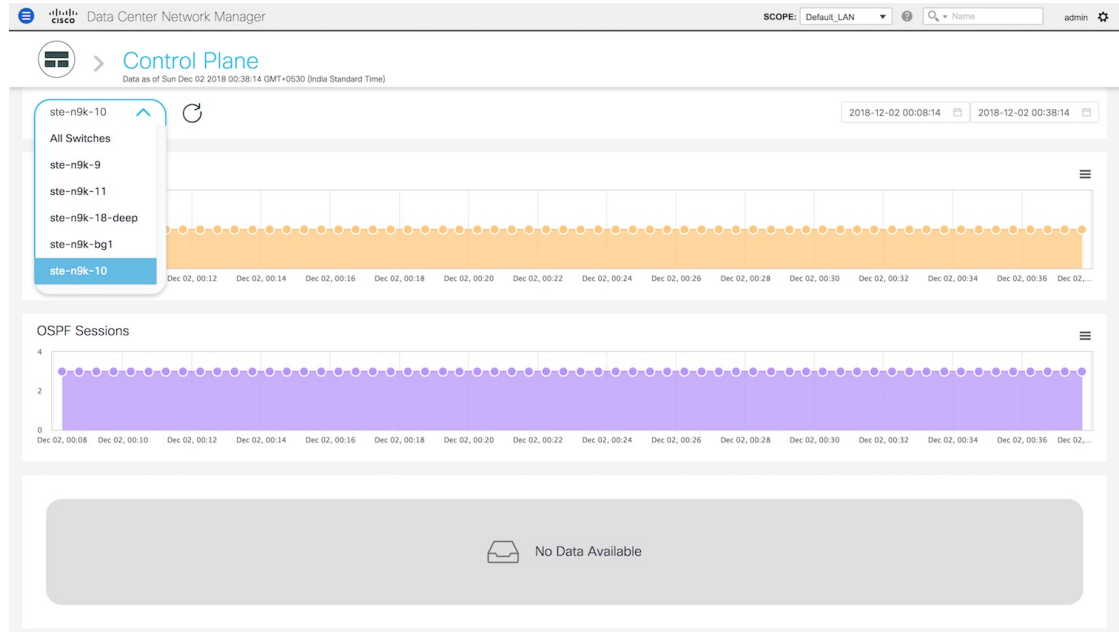 cisco Data Center Network Manager
SCOPE: Default_LAN ? Name admin
Control Plane
Data as of Sun Dec 02 2018 00:38:14 GMT+0530 (India Standard Time)
ste-n9k-10
2018-12-02 00:08:14 2018-12-02 00:38:14
All Switches
ste-n9k-9
ste-n9k-11
ste-n9k-18-deep
ste-n9k-bg1
ste-n9k-10
Dec 02, 00:12 Dec 02, 00:14 Dec 02, 00:16 Dec 02, 00:18 Dec 02, 00:20 Dec 02, 00:22 Dec 02, 00:24 Dec 02, 00:26 Dec 02, 00:28 Dec 02, 00:30 Dec 02, 00:32 Dec 02, 00:34 Dec 02, 00:36 Dec 02,...
OSPF Sessions
4
2
0
Dec 02, 00:08 Dec 02, 00:10 Dec 02, 00:12 Dec 02, 00:14 Dec 02, 00:16 Dec 02, 00:18 Dec 02, 00:20 Dec 02, 00:22 Dec 02, 00:24 Dec 02, 00:26 Dec 02, 00:28 Dec 02, 00:30 Dec 02, 00:32 Dec 02, 00:34 Dec 02, 00:36 Dec 02,...
No Data Available